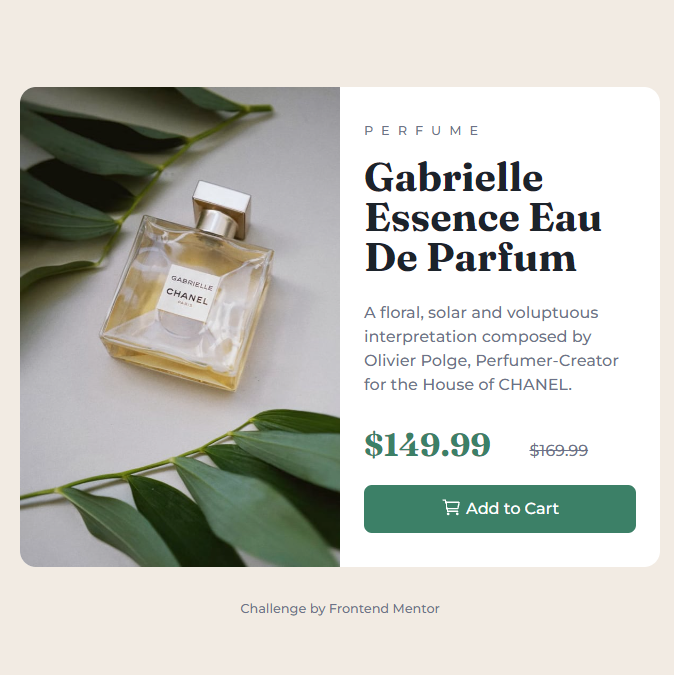 GABRIELLE
CHANEL
PARIS
PERFUME
Gabrielle
Essence Eau
De Parfum
A floral, solar and voluptuous
interpretation composed by
Olivier Polge, Perfumer-Creator
for the House of CHANEL.
$149.99 $169.99
Add to Cart
Challenge by Frontend Mentor